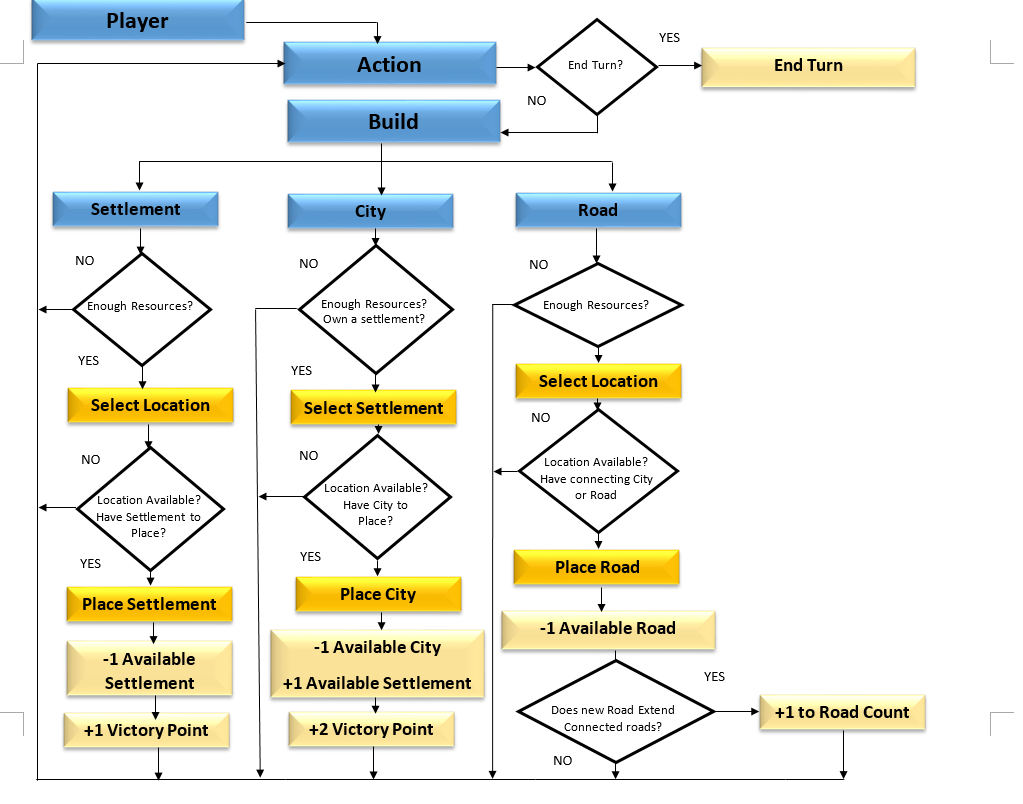 Player
Action
End Turn?
YES
End Turn
NO
Build
Settlement
City
Road
NO
Enough Resources?
YES
Select Location
NO
Location Available?
Have Settlement to
Place?
YES
Place Settlement
-1 Available
Settlement
+1 Victory Point
NO
Enough Resources?
Own a settlement?
YES
Select Settlement
NO
Location Available?
Have City to
Place?
YES
Place City
-1 Available City
+1 Available Settlement
+2 Victory Point
NO
Enough Resources?
Select Location
NO
Location Available?
Have connecting City
or Road
Place Road
-1 Available Road
YES
Does new Road Extend
Connected roads?
NO
+1 to Road Count